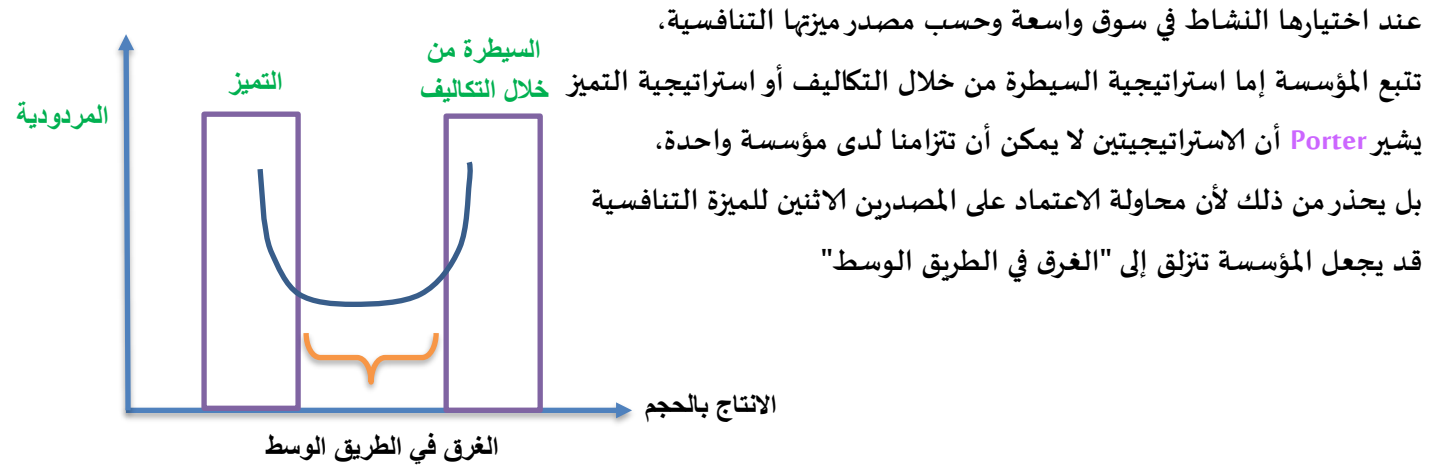 عند اختيارها النشاط في سوق واسعة وحسب مصدر ميزتها التنافسية،
تتبع المؤسسة إما استراتيجية السيطرة من خلال التكاليف أو استراتيجية التميز
يشير Porter أن الاستراتيجيتين لا يمكن أن تتزامنا لدى مؤسسة واحدة،
بل يحذر من ذلك لأن محاولة الاعتماد على المصدرين الاثنين للميزة التنافسية
قد يجعل المؤسسة تنزلق إلى "الغرق في الطريق الوسط"
السيطرة من
خلال التكاليف
التميز
المردودية
الانتاج بالحجم
الغرق في الطريق الوسط